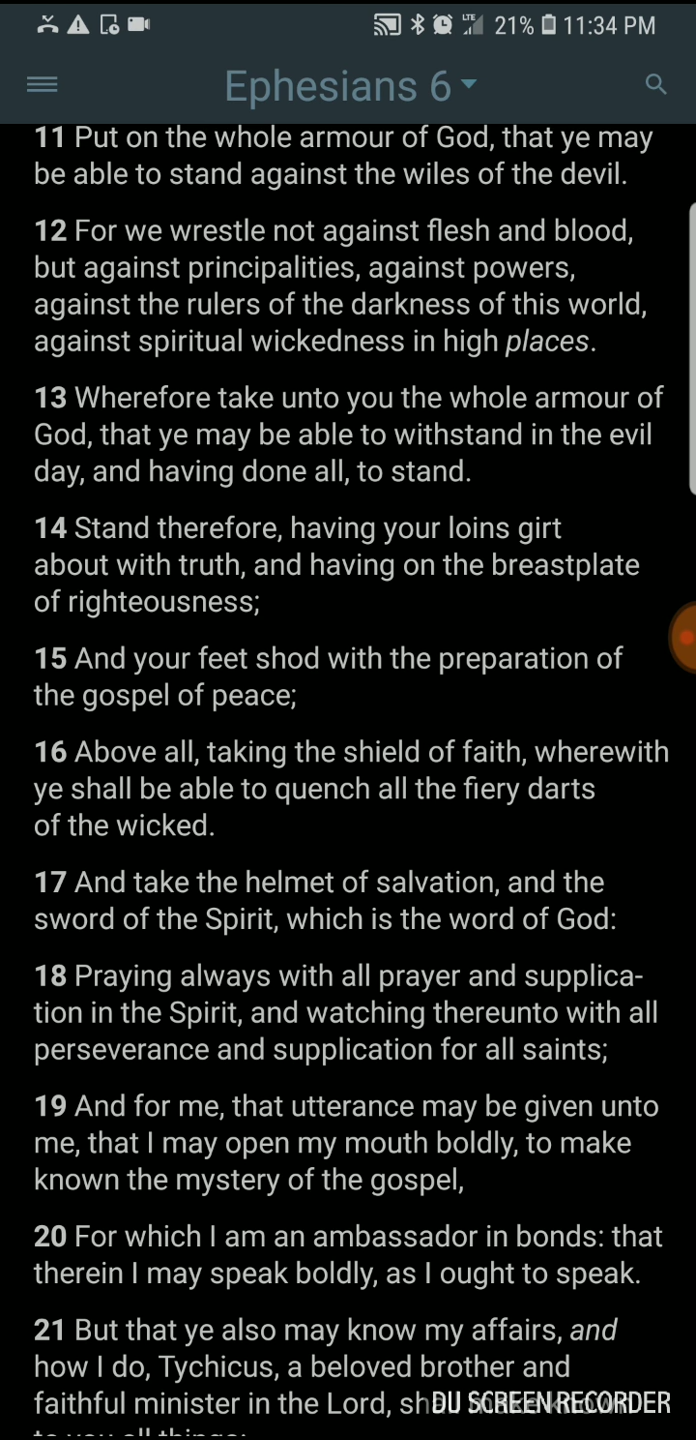 LTE 21% 11:34 PM
Ephesians 6
11 Put on the whole armour of God, that ye may
be able to stand against the wiles of the devil.
12 For we wrestle not against flesh and blood,
but against principalities, against powers,
against the rulers of the darkness of this world,
against spiritual wickedness in high places.
13 Wherefore take unto you the whole armour of
God, that ye may be able to withstand in the evil
day, and having done all, to stand.
14 Stand therefore, having your loins girt
about with truth, and having on the breastplate
of righteousness;
15 And your feet shod with the preparation of
the gospel of peace;
16 Above all, taking the shield of faith, wherewith
ye shall be able to quench all the fiery darts
of the wicked.
17 And take the helmet of salvation, and the
sword of the Spirit, which is the word of God:
18 Praying always with all prayer and supplica-
tion in the Spirit, and watching thereunto with all
perseverance and supplication for all saints;
19 And for me, that utterance may be given unto
me, that I may open my mouth boldly, to make
known the mystery of the gospel,
20 For which I am an ambassador in bonds: that
therein I may speak boldly, as I ought to speak.
21 But that ye also may know my affairs, and
how I do, Tychicus, a beloved brother and
faithful minister in the Lord,
DU SCREEN RECORDER